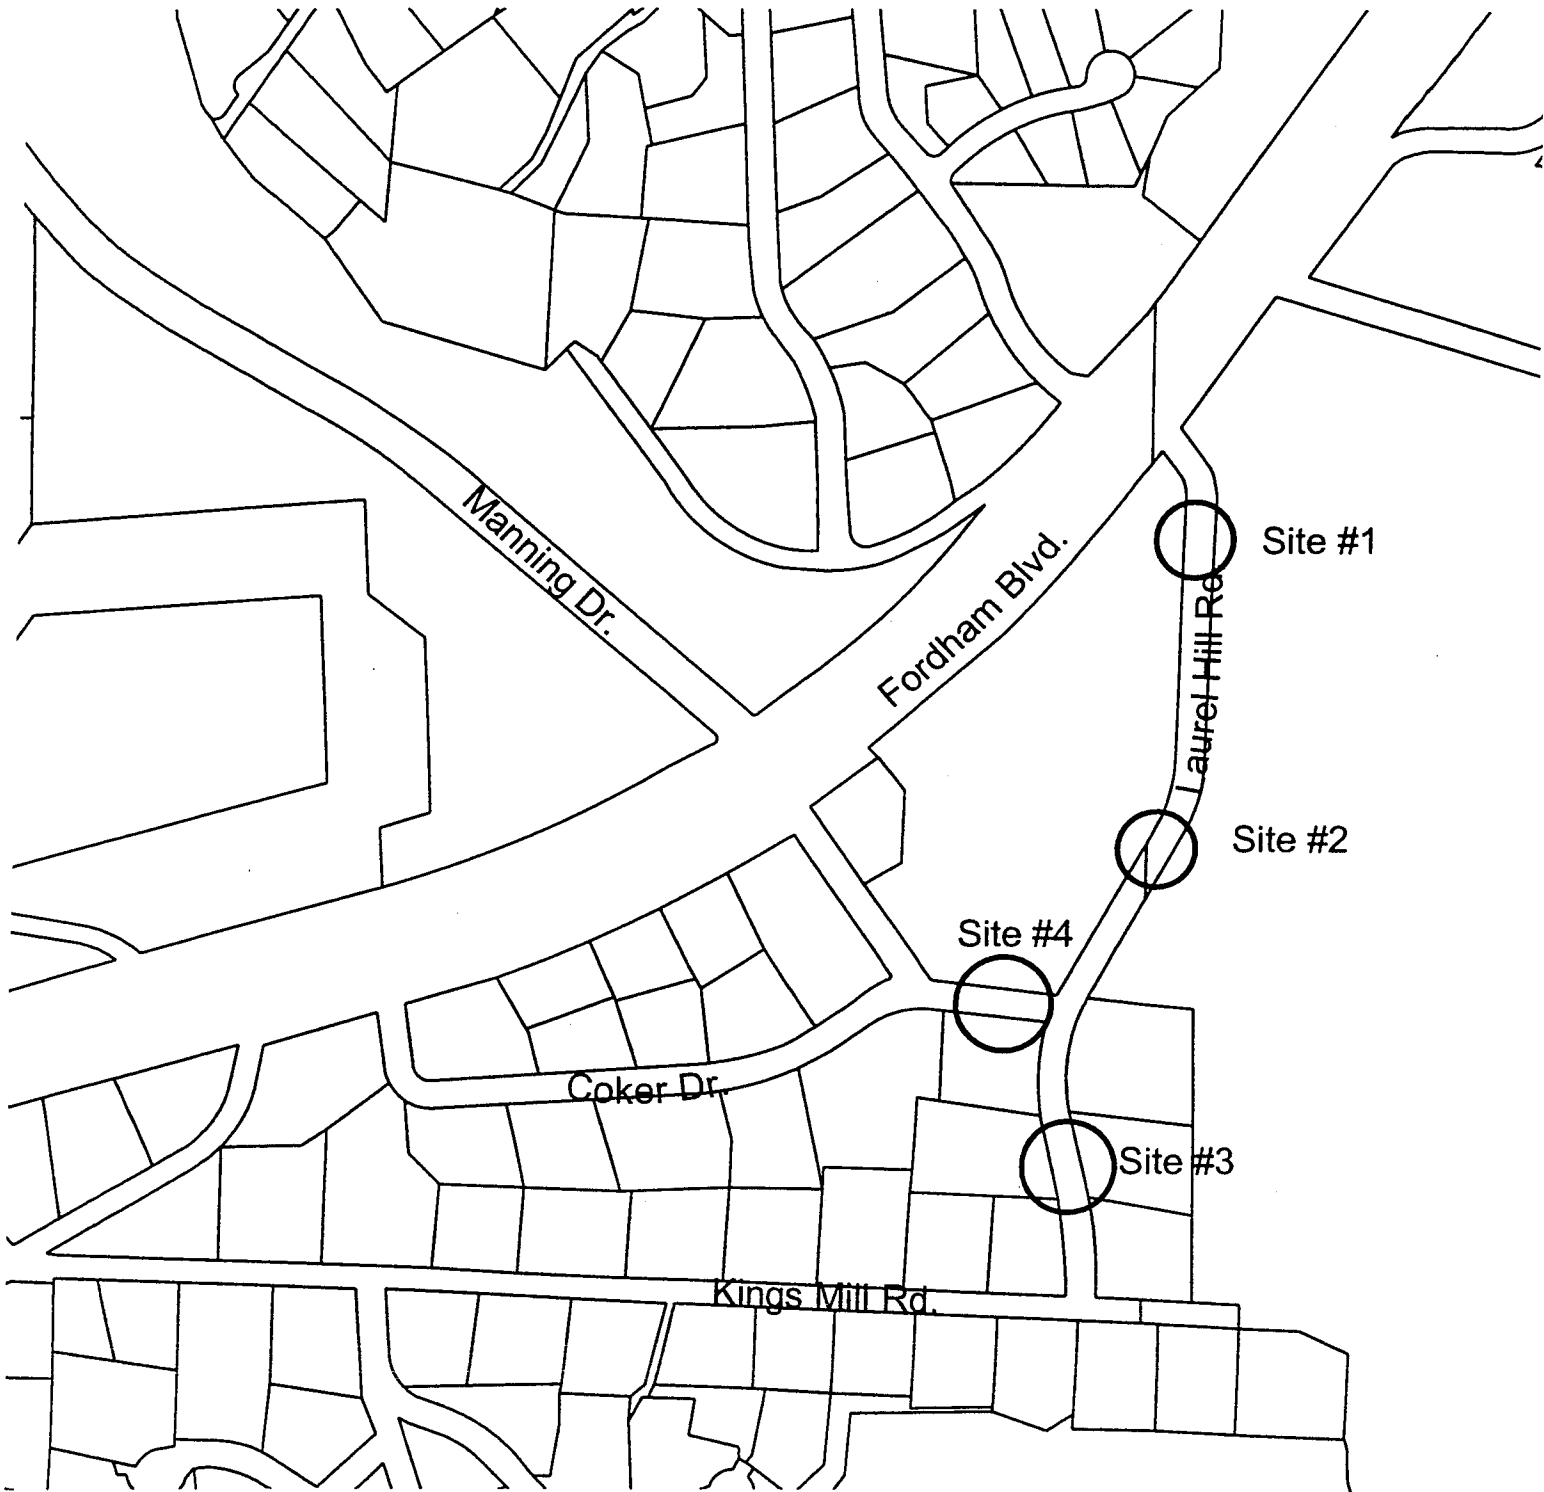 Manning Dr.
Fordham Blvd.
Site #1
Laurel Hill Rd
Site #2
Site #4
Coker Dr.
Site #3
Kings Mill Rd.